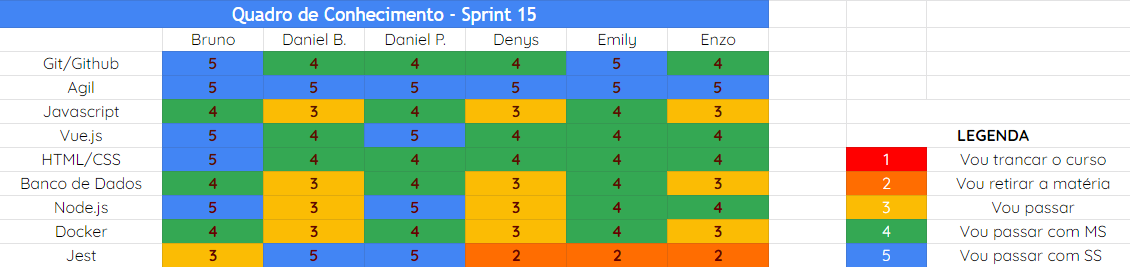 Quadro de Conhecimento - Sprint 15
Bruno Daniel B. Daniel P. Denys Emily Enzo
Git/Github 5 4 4 4 5 4
Agil 5 5 5 5 5 5
Javascript 4 3 4 3 4 3
Vue.js 5 4 5 4 4 4 LEGENDA
HTML/CSS 5 4 4 4 4 4 1 Vou trancar o curso
Banco de Dados 4 3 4 3 4 3 2 Vou retirar a matéria
Node.js 5 3 5 3 4 4 3 Vou passar
Docker 4 3 4 3 4 3 4 Vou passar com MS
Jest 3 5 5 2 2 2 5 Vou passar com SS